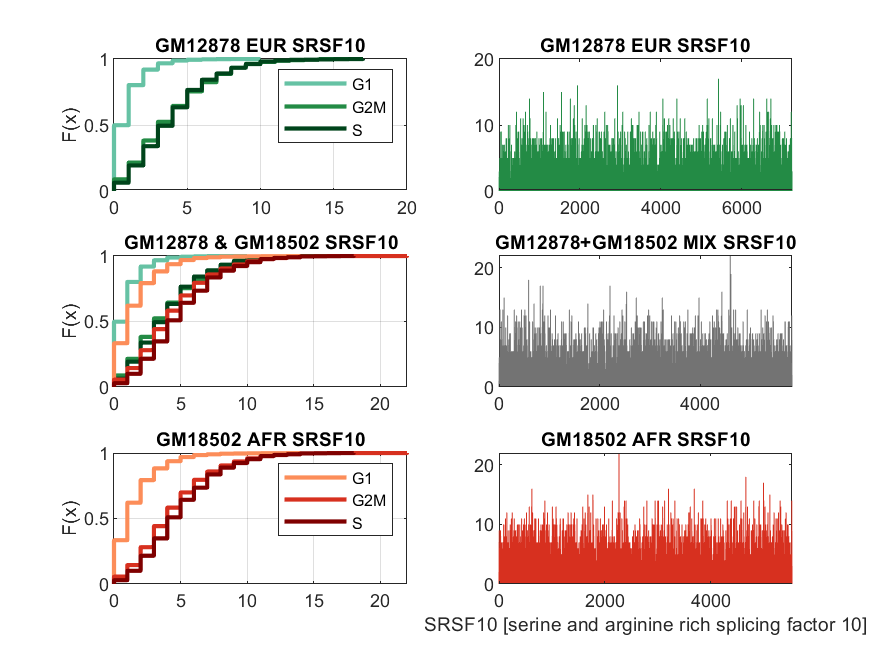 GM12878 EUR SRSF10
F(x)
1
0.5
0
0 5 10 15 20
G1
G2M
S
GM12878 EUR SRSF10
20
10
0
0 2000 4000 6000
GM12878 & GM18502 SRSF10
F(x)
1
0.5
0
0 5 10 15 20
GM12878+GM18502 MIX SRSF10
20
10
0
0 2000 4000
GM18502 AFR SRSF10
F(x)
1
0.5
0
0 5 10 15 20
G1
G2M
S
GM18502 AFR SRSF10
20
10
0
0 2000 4000
SRSF10 [serine and arginine rich splicing factor 10]